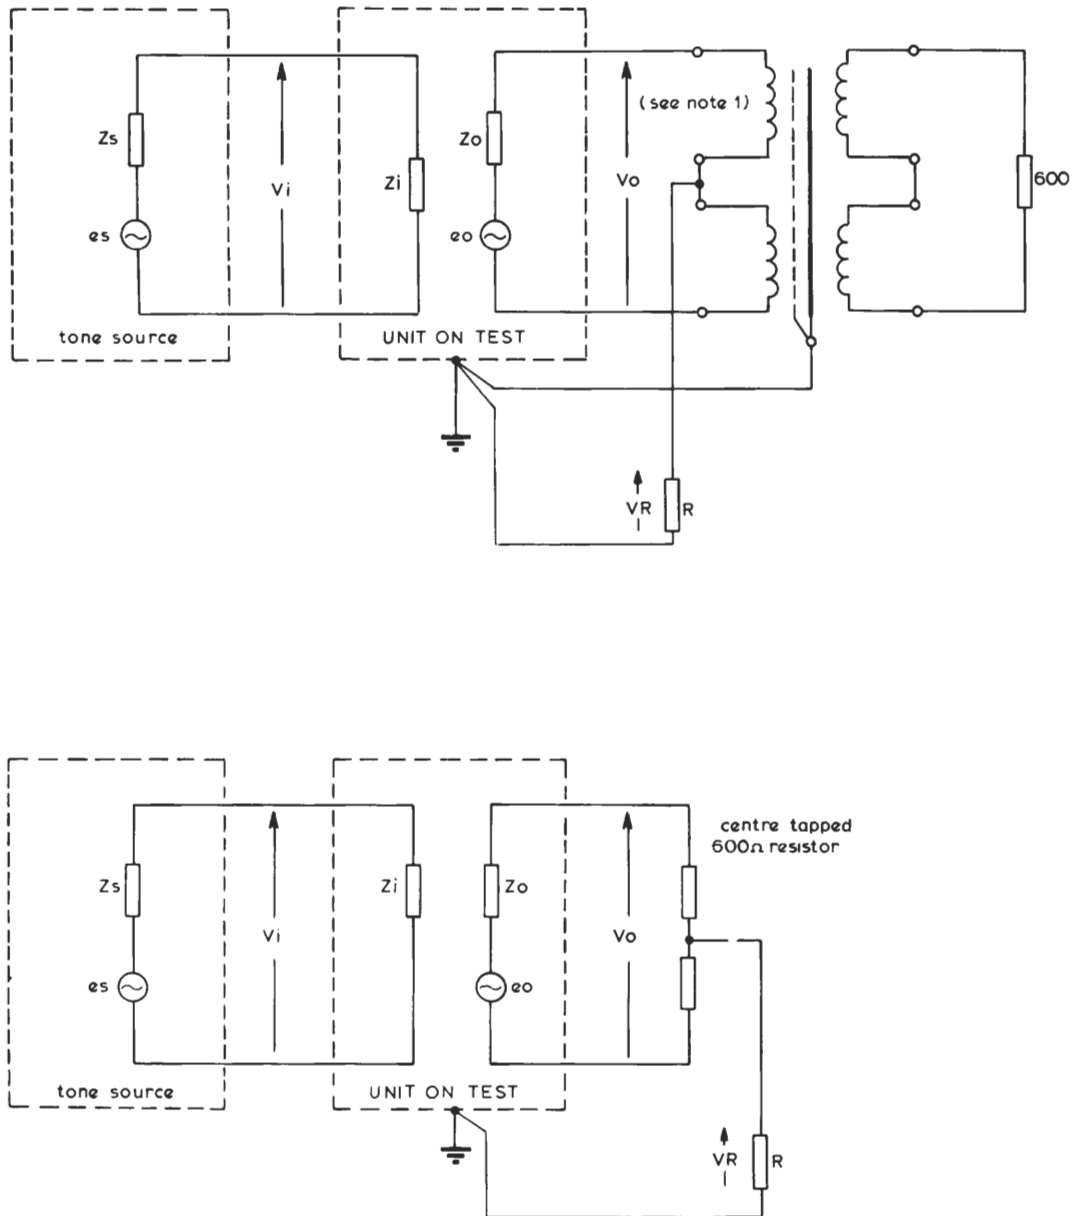 (see note 1)
Zs
Zo
Vi
Zi
Vo
600
es
eo
tone source
UNIT ON TEST
VR
R
centre tapped
600Ω resistor
Zs
Zi
Zo
Vi
Vo
es
eo
tone source
UNIT ON TEST
VR
R